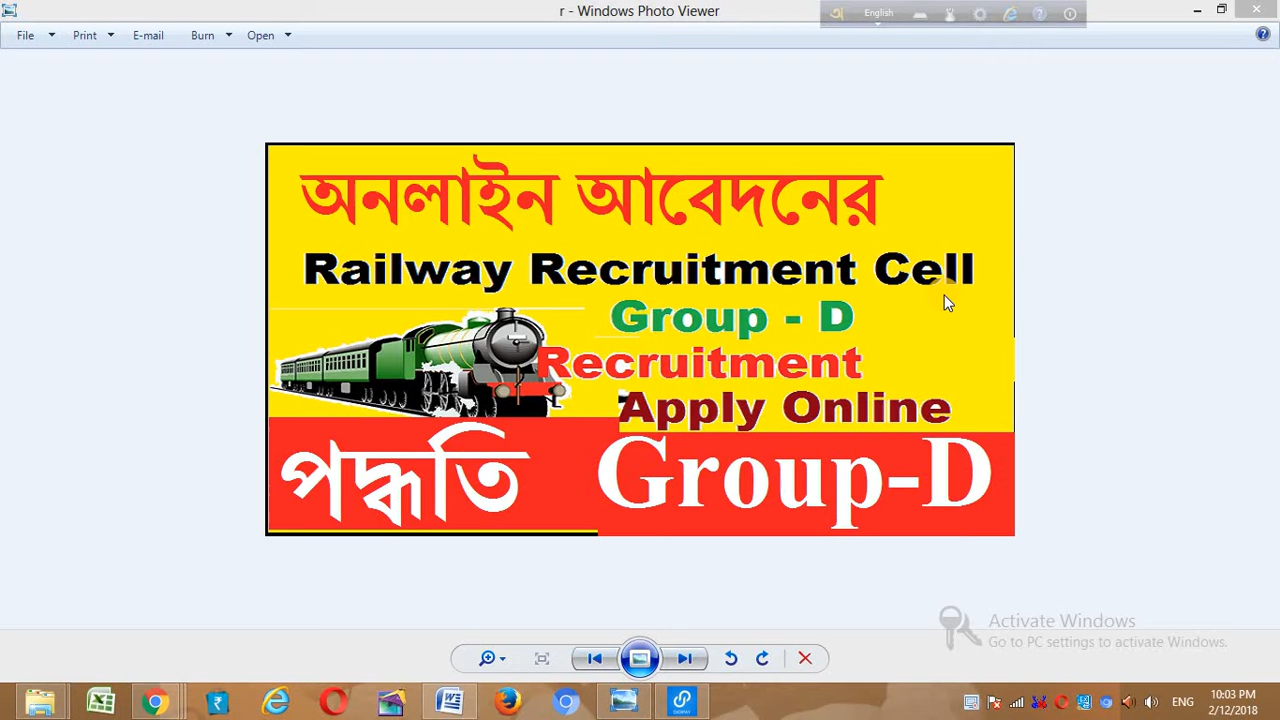 r - Windows Photo Viewer
অ English
File Print E-mail Burn Open
অনলাইন আবেদনের
Railway Recruitment Cell
Group - D
Recruitment
Apply Online
পদ্ধতি Group-D
Activate Windows
Go to PC settings to activate Windows.
ENG
10:03 PM
2/12/2018